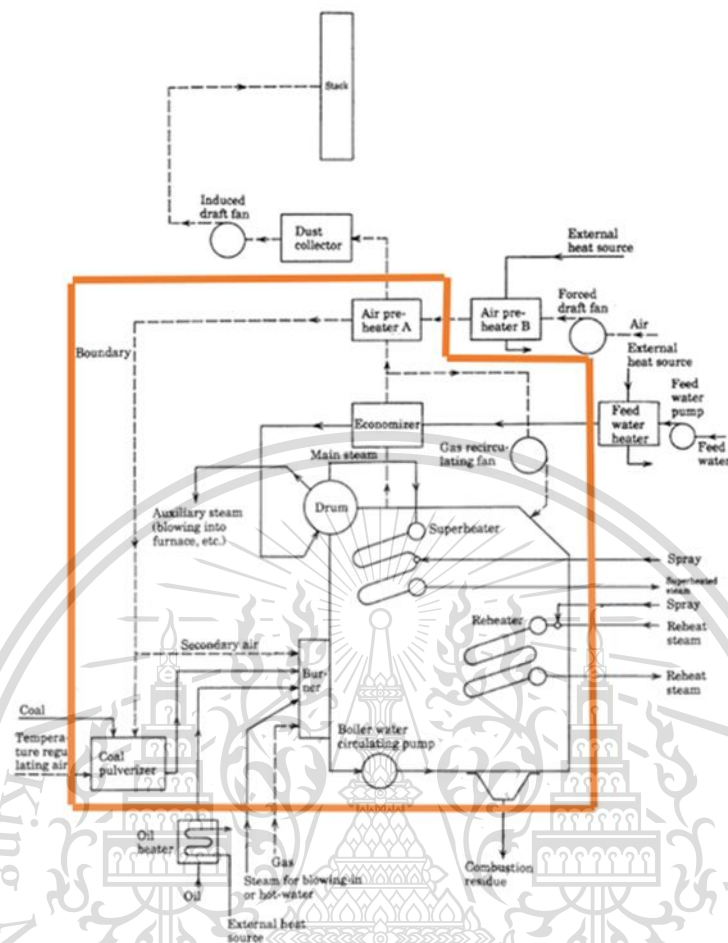 Stack
Induced
draft fan
Dust
collector
External
heat source
Air pre-
heater A
Air pre-
heater B
Forced
draft fan
Air
External
heat source
Boundary
Feed
water
pump
Feed
water
heater
Feed
water
Economizer
Main steam
Gas recircu-
lating fan
Drum
Auxiliary steam
(blowing into
furnace, etc.)
Superheater
Spray
Superheated
steam
Spray
Reheater
Reheat
steam
Secondary air
Bur-
ner
Reheat
steam
Coal
Tempera-
ture regu
lating air
Coal
pulverizer
Boiler water
circulating pump
Oil
heater
Gas
Steam for blowing-in
or hot-water
Combustion
residue
Oil
External heat
source
King